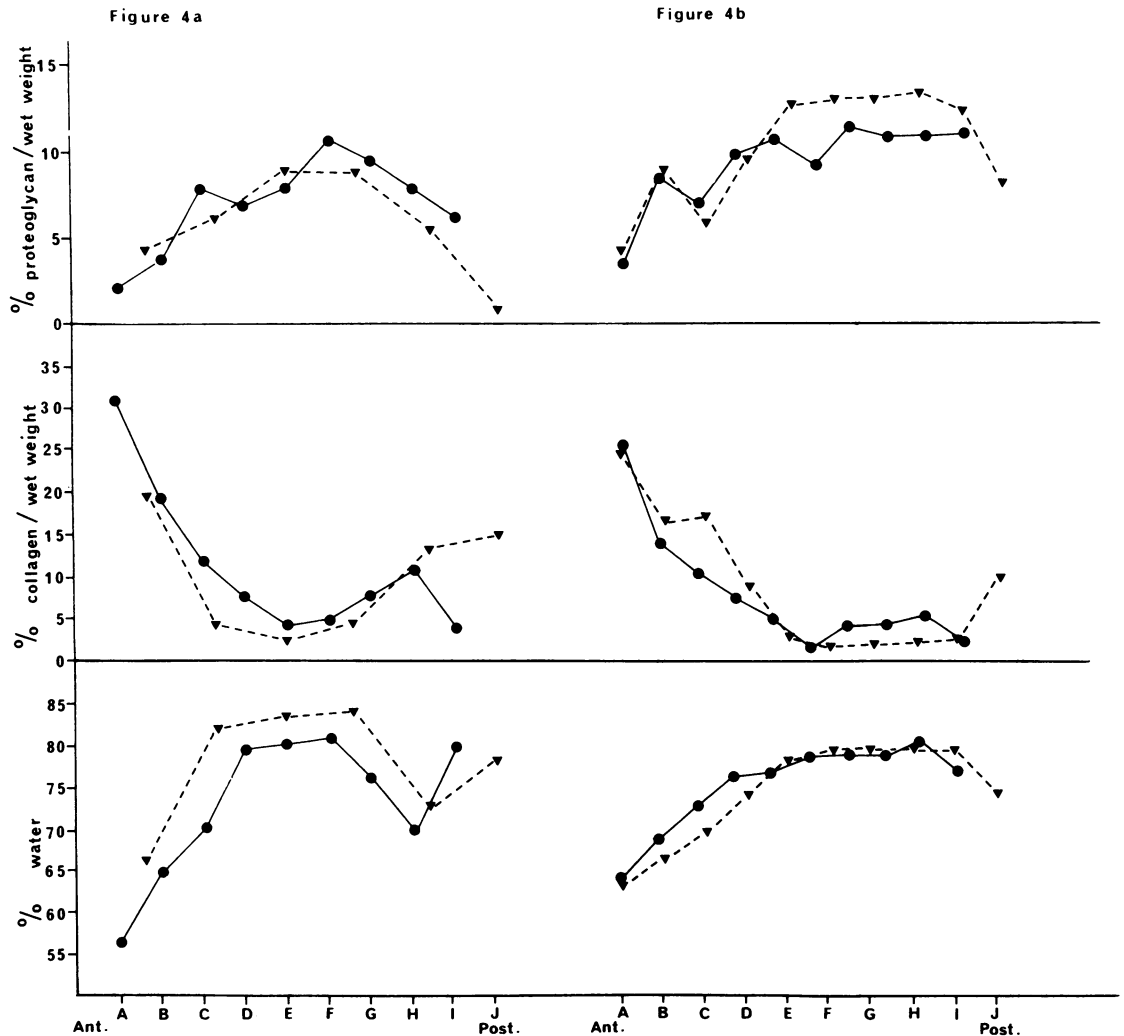 Figure 4a
Figure 4b
% proteoglycan / wet weight
15
10
5
0
% collagen / wet weight
35
30
25
20
15
10
5
0
% water
85
80
75
70
65
60
55
A B C D E F G H I J
Ant. Post.
A B C D E F G H I J
Ant. Post.